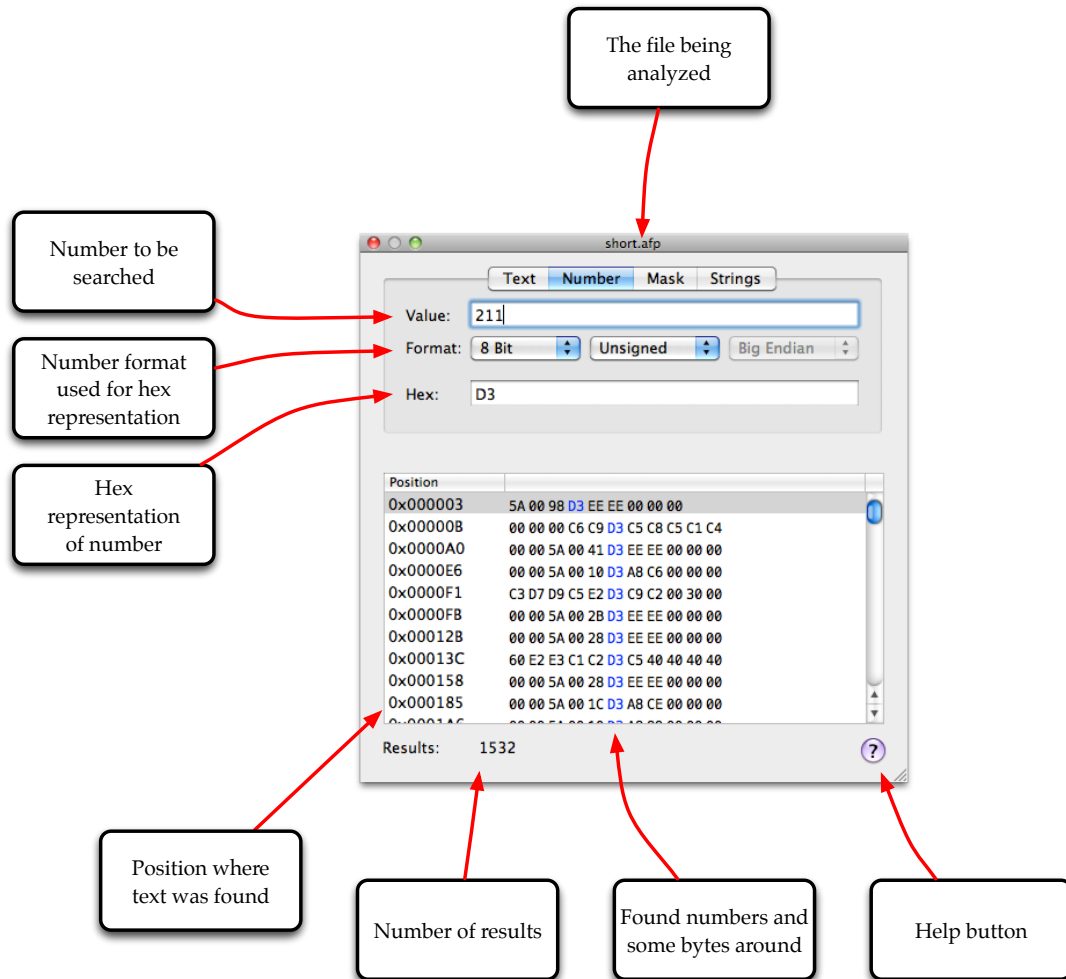 The file being
analyzed
Number to be
searched
short.afp
Text Number Mask Strings
Value: 211
Number format
used for hex
representation
Format: 8 Bit Unsigned Big Endian
Hex: D3
Hex
representation
of number
Position
0x000003 5A 00 98 D3 EE EE 00 00 00
0x00000B 00 00 00 C6 C9 D3 C5 C8 C5 C1 C4
0x0000A0 00 00 5A 00 41 D3 EE EE 00 00 00
0x0000E6 00 00 5A 00 10 D3 A8 C6 00 00 00
0x0000F1 C3 D7 D9 C5 E2 D3 C9 C2 00 30 00
0x0000FB 00 00 5A 00 2B D3 EE EE 00 00 00
0x00012B 00 00 5A 00 28 D3 EE EE 00 00 00
0x00013C 60 E2 E3 C1 C2 D3 C5 40 40 40 40
0x000158 00 00 5A 00 28 D3 EE EE 00 00 00
0x000185 00 00 5A 00 1C D3 A8 CE 00 00 00
Results: 1532
?
Position where
text was found
Number of results
Found numbers and
some bytes around
Help button